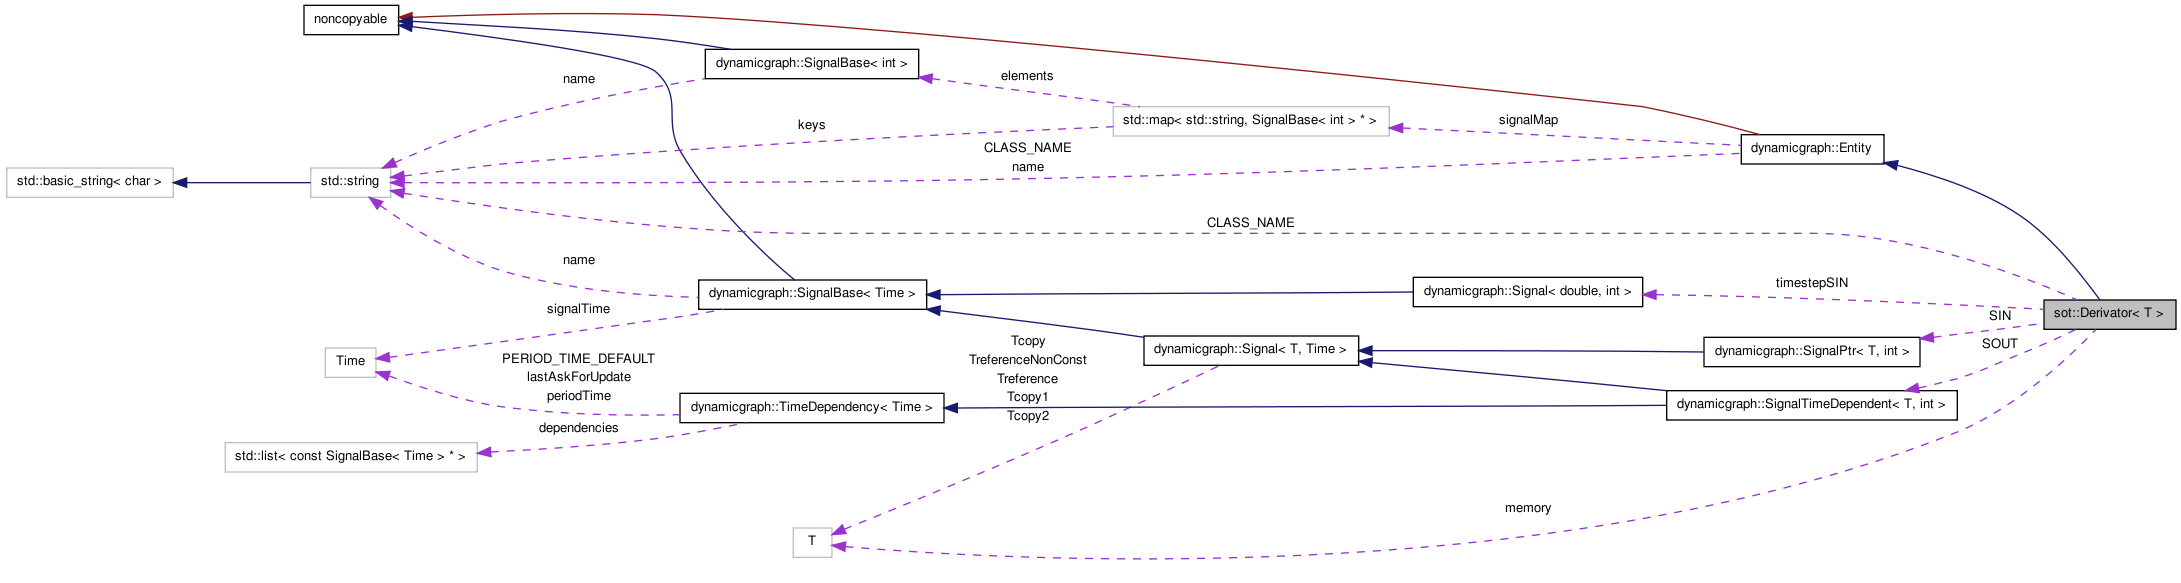 noncopyable
dynamicgraph::SignalBase< int >
name
elements
std::map< std::string, SignalBase< int > * >
signalMap
keys
dynamicgraph::Entity
CLASS_NAME
name
std::basic_string< char >
std::string
CLASS_NAME
name
dynamicgraph::SignalBase< Time >
dynamicgraph::Signal< double, int >
timestepSIN
signalTime
sot::Derivator< T >
SIN
SOUT
Time
PERIOD_TIME_DEFAULT
lastAskForUpdate
periodTime
Tcopy
TreferenceNonConst
Treference
Tcopy1
Tcopy2
dynamicgraph::Signal< T, Time >
dynamicgraph::SignalPtr< T, int >
dynamicgraph::TimeDependency< Time >
dynamicgraph::SignalTimeDependent< T, int >
dependencies
std::list< const SignalBase< Time > * >
memory
T